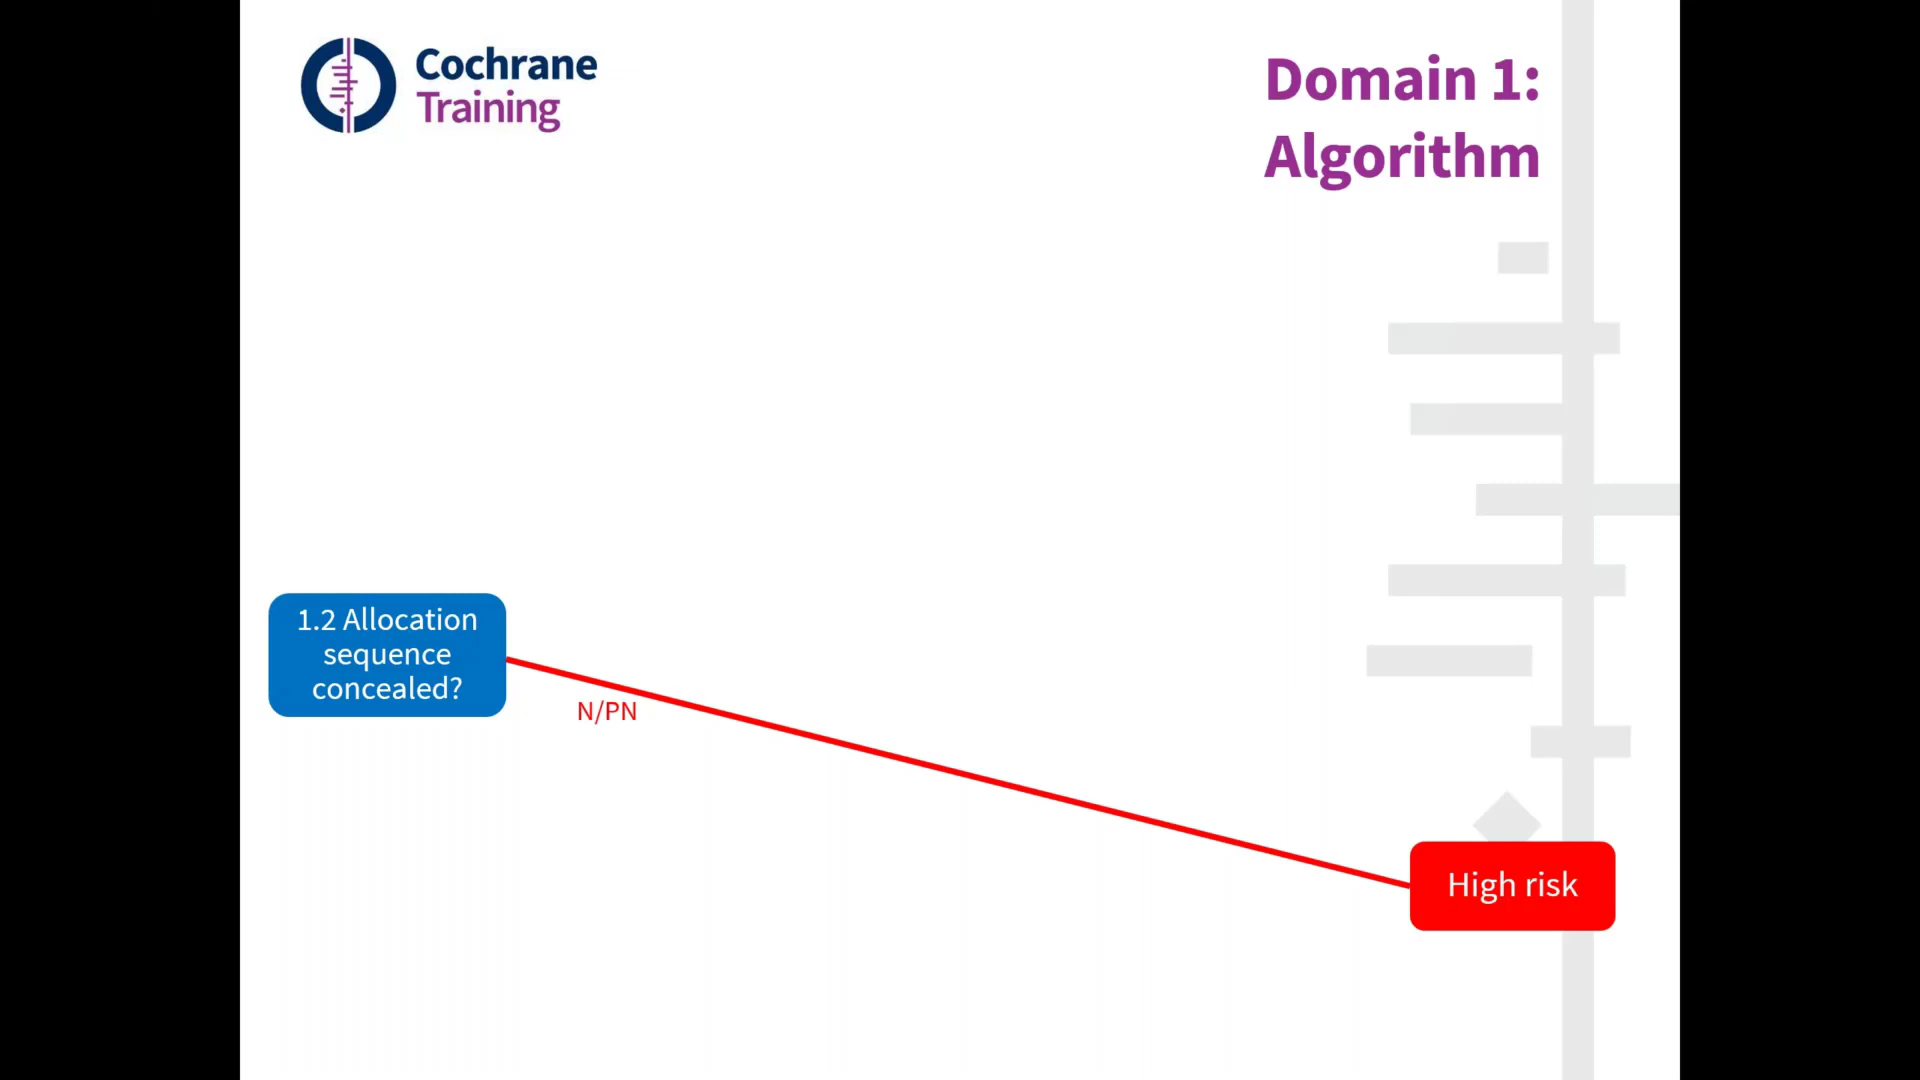 Cochrane
Training
Domain 1:
Algorithm
1.2 Allocation
sequence
concealed?
N/PN
High risk